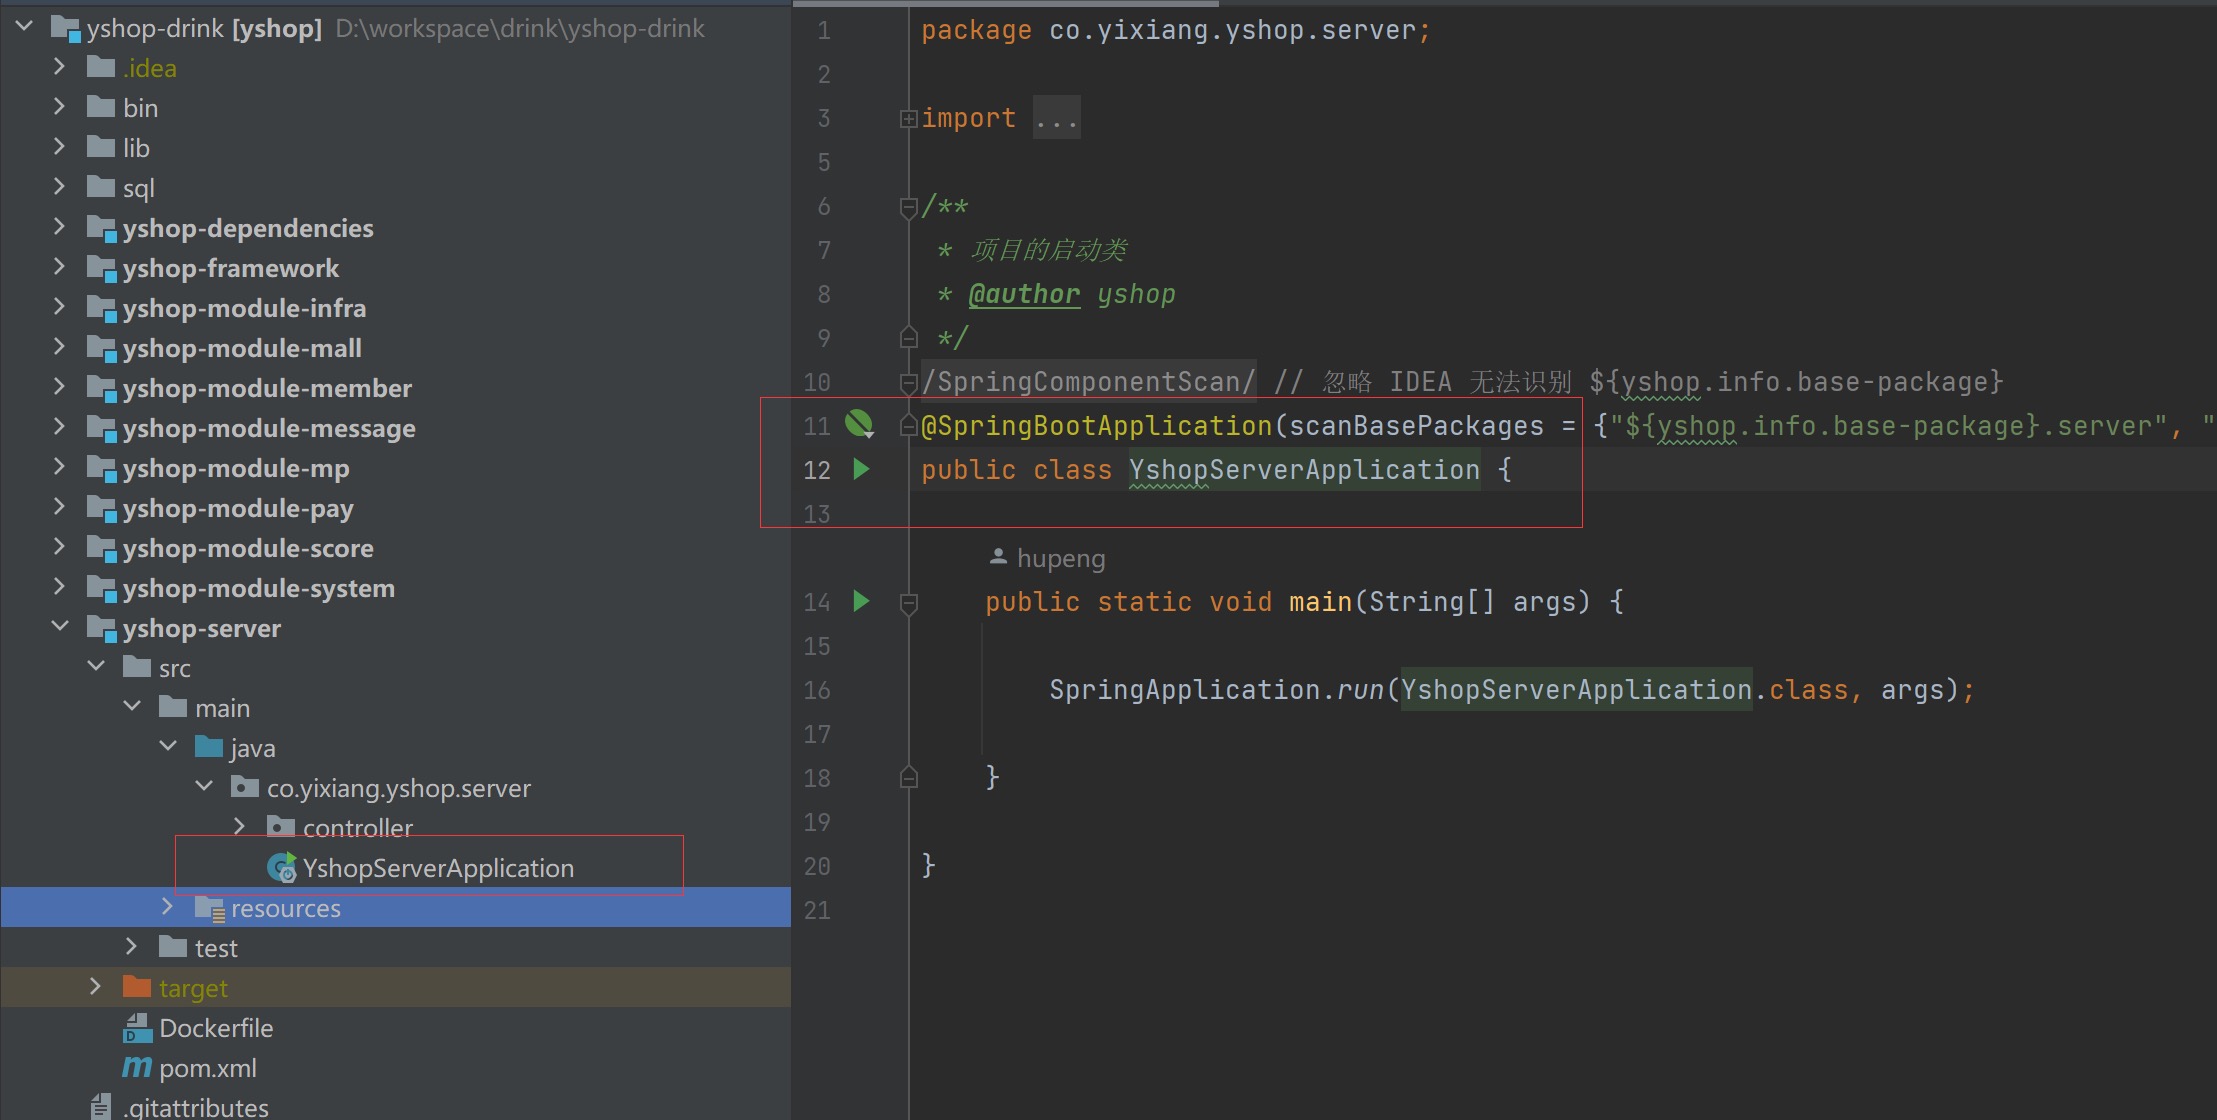 yshop-drink [yshop] D:\workspace\drink\yshop-drink
.idea
bin
lib
sql
yshop-dependencies
yshop-framework
yshop-module-infra
yshop-module-mall
yshop-module-member
yshop-module-message
yshop-module-mp
yshop-module-pay
yshop-module-score
yshop-module-system
yshop-server
src
main
java
co.yixiang.yshop.server
controller
YshopServerApplication
resources
test
target
Dockerfile
pom.xml
.gitattributes
1 package co.yixiang.yshop.server;
2
3 import ...
5
6 /**
7 * 项目的启动类
8 * @author yshop
9 */
10 /SpringComponentScan/ // 忽略 IDEA 无法识别 ${yshop.info.base-package}
11 @SpringBootApplication(scanBasePackages = {"${yshop.info.base-package}.server", "
12 public class YshopServerApplication {
13
hupeng
14 public static void main(String[] args) {
15
16 SpringApplication.run(YshopServerApplication.class, args);
17
18 }
19
20 }
21